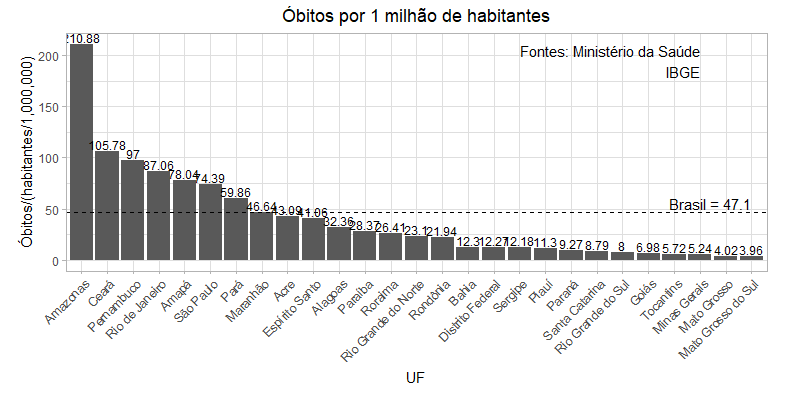 Óbitos por 1 milhão de habitantes
Fontes: Ministério da Saúde
IBGE
Óbitos/(habitantes/1,000,000)
200
150
100
50
0
210.88
105.78
97
87.06
78.04
74.39
59.86
46.64
43.09
41.06
32.36
28.37
26.41
23.1
21.94
12.3
12.27
12.18
11.3
9.27
8.79
8
6.98
5.72
5.24
4.02
3.96
Brasil = 47.1
Amazonas
Ceará
Pernambuco
Rio de Janeiro
Amapá
São Paulo
Pará
Maranhão
Acre
Espírito Santo
Alagoas
Paraíba
Roraima
Rio Grande do Norte
Rondônia
Bahia
Distrito Federal
Sergipe
Piauí
Paraná
Santa Catarina
Rio Grande do Sul
Goiás
Tocantins
Minas Gerais
Mato Grosso
Mato Grosso do Sul
UF